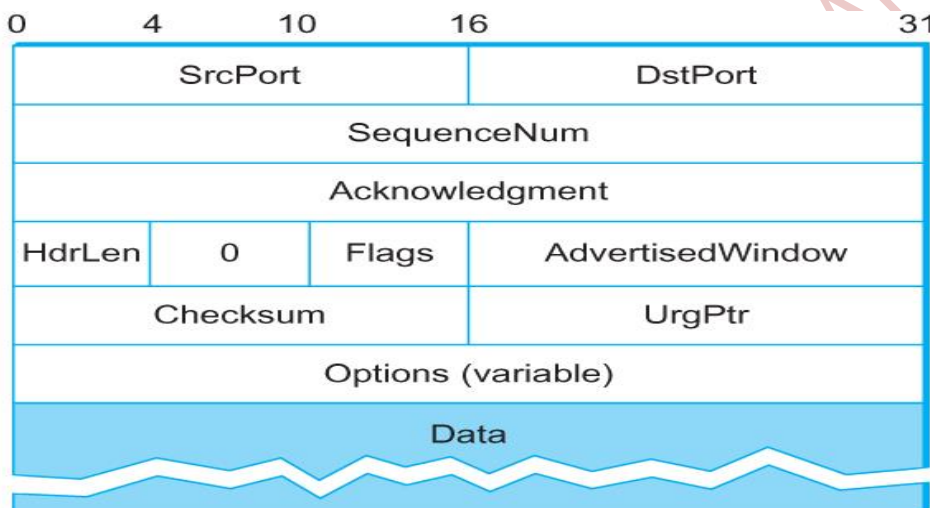 0 4 10 16 31
SrcPort DstPort
SequenceNum
Acknowledgment
HdrLen 0 Flags AdvertisedWindow
Checksum UrgPtr
Options (variable)
Data